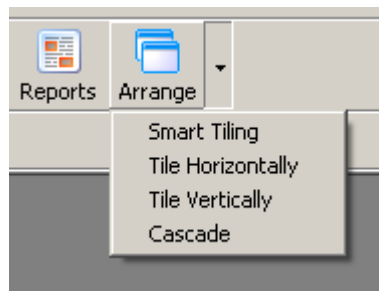 Reports Arrange
Smart Tiling
Tile Horizontally
Tile Vertically
Cascade